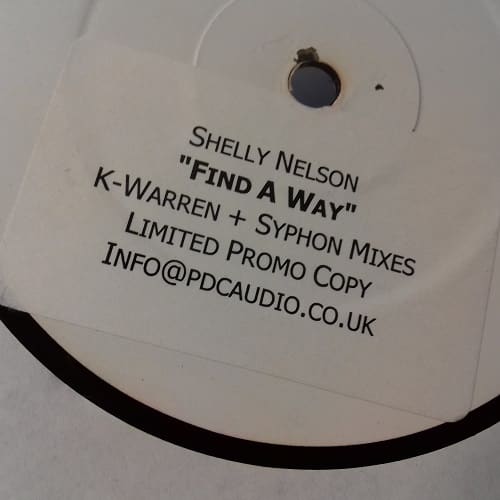 Shelly Nelson
"Find A Way"
K-Warren + Syphon Mixes
Limited Promo Copy
Info@pdcaudio.co.uk